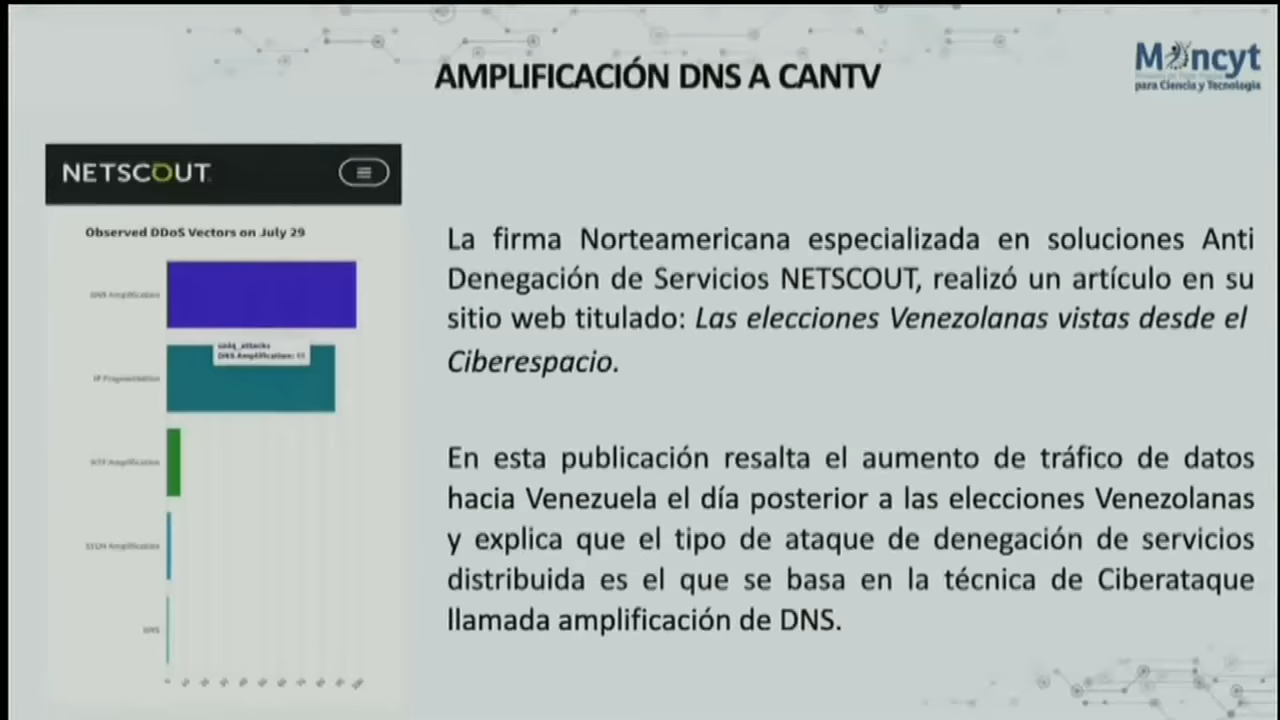 AMPLIFICACIÓN DNS A CANTV
Mincyt
para Ciencia y Tecnología
NETSCOUT
Observed DDoS Vectors on July 29
DNS Amplification
uniq_attacks
DNS Amplification:
IP Fragmentation
NTP Amplification
DNS
La firma Norteamericana especializada en soluciones Anti
Denegación de Servicios NETSCOUT, realizó un artículo en su
sitio web titulado: Las elecciones Venezolanas vistas desde el
Ciberespacio.
En esta publicación resalta el aumento de tráfico de datos
hacia Venezuela el día posterior a las elecciones Venezolanas
y explica que el tipo de ataque de denegación de servicios
distribuida es el que se basa en la técnica de Ciberataque
llamada amplificación de DNS.